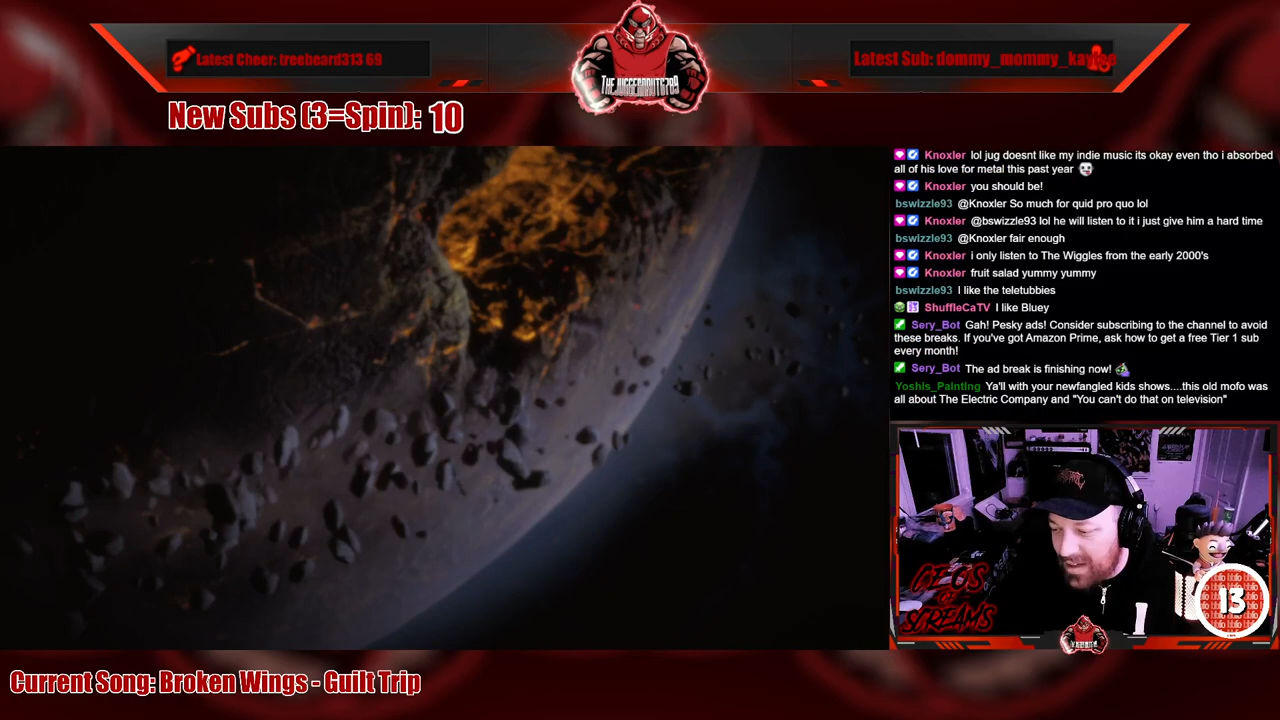 Latest Cheer: treebeard313 69
THEJUGGERNAUT6789
Latest Sub: dommy_mommy_kaylee
New Subs (3=Spin): 10
Knoxler lol jug doesnt like my indie music its okay even tho i absorbed
all of his love for metal this past year
Knoxler you should be!
bswizzle93 @Knoxler So much for quid pro quo lol
Knoxler @bswizzle93 lol he will listen to it i just give him a hard time
bswizzle93 @Knoxler fair enough
Knoxler i only listen to The Wiggles from the early 2000's
Knoxler fruit salad yummy yummy
bswizzle93 I like the teletubbies
ShuffleCaTV I like Bluey
Sery_Bot Gah! Pesky ads! Consider subscribing to the channel to avoid
these breaks. If you've got Amazon Prime, ask how to get a free Tier 1 sub
every month!
Sery_Bot The ad break is finishing now!
Yoshis_Painting Ya'll with your newfangled kids shows....this old mofo was
all about The Electric Company and "You can't do that on television"
SCREAMS
13
Current Song: Broken Wings - Guilt Trip